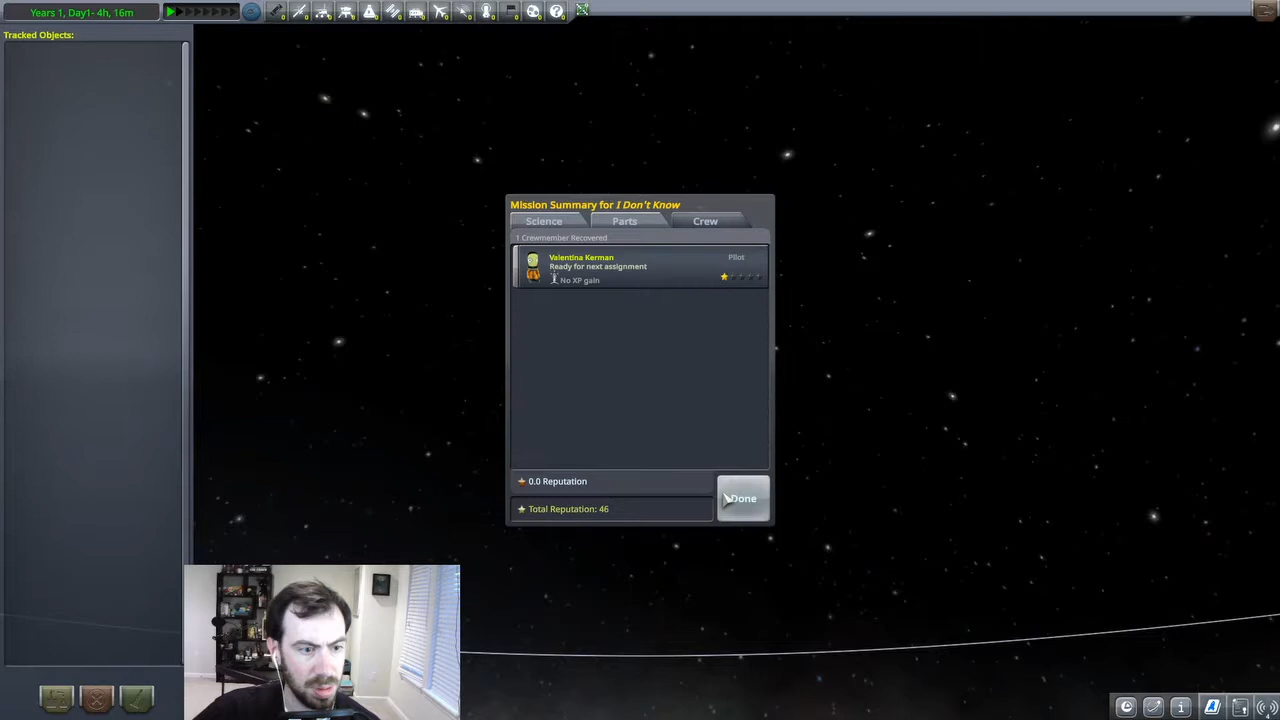 Years 1, Day1- 4h, 16m
Tracked Objects:
Mission Summary for I Don't Know
Science
Parts
Crew
1 Crewmember Recovered
Valentina Kerman
Pilot
Ready for next assignment
No XP gain
0.0 Reputation
Total Reputation: 46
Done